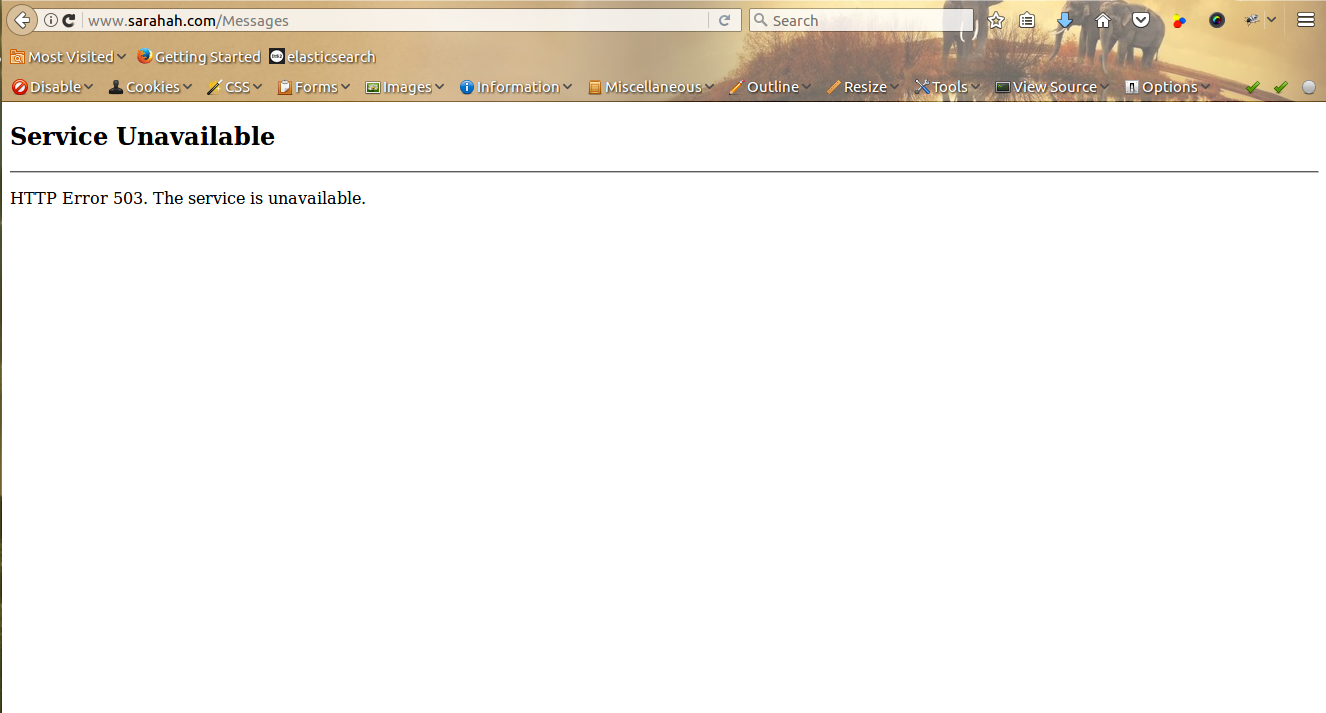 www.sarahah.com/Messages Search
Most Visited Getting Started elasticsearch
Disable Cookies CSS Forms Images Information Miscellaneous Outline Resize Tools View Source Options
Service Unavailable
HTTP Error 503. The service is unavailable.